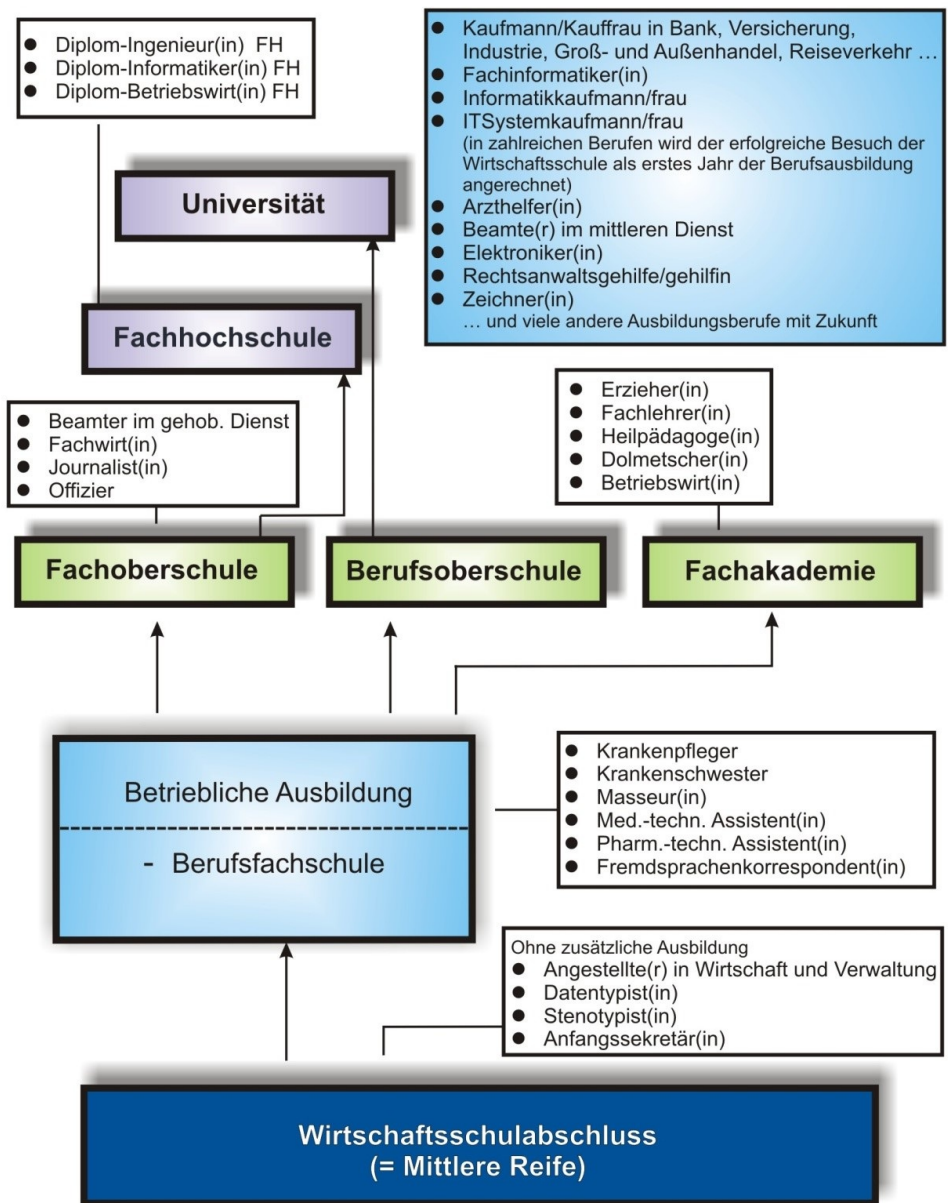 ● Diplom-Ingenieur(in) FH
● Diplom-Informatiker(in) FH
● Diplom-Betriebswirt(in) FH
● Kaufmann/Kauffrau in Bank, Versicherung,
Industrie, Groß- und Außenhandel, Reiseverkehr ...
● Fachinformatiker(in)
● Informatikkaufmann/frau
● ITSystemkaufmann/frau
(in zahlreichen Berufen wird der erfolgreiche Besuch der
Wirtschaftsschule als erstes Jahr der Berufsausbildung
angerechnet)
● Arzthelfer(in)
● Beamte(r) im mittleren Dienst
● Elektroniker(in)
● Rechtsanwaltsgehilfe/gehilfin
● Zeichner(in)
... und viele andere Ausbildungsberufe mit Zukunft
Universität
Fachhochschule
● Beamter im gehob. Dienst
● Fachwirt(in)
● Journalist(in)
● Offizier
● Erzieher(in)
● Fachlehrer(in)
● Heilpädagoge(in)
● Dolmetscher(in)
● Betriebswirt(in)
Fachoberschule
Berufsoberschule
Fachakademie
Betriebliche Ausbildung
- Berufsfachschule
● Krankenpfleger
● Krankenschwester
● Masseur(in)
● Med.-techn. Assistent(in)
● Pharm.-techn. Assistent(in)
● Fremdsprachenkorrespondent(in)
Ohne zusätzliche Ausbildung
● Angestellte(r) in Wirtschaft und Verwaltung
● Datentypist(in)
● Stenotypist(in)
● Anfangssekretär(in)
Wirtschaftsschulabschluss
(= Mittlere Reife)